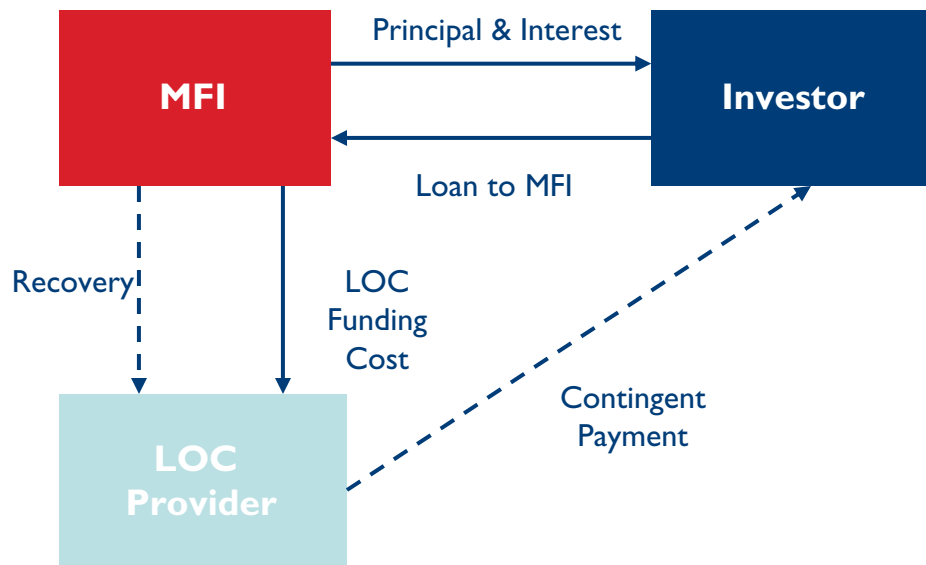 Principal & Interest
MFI
Investor
Loan to MFI
Recovery
LOC
Funding
Cost
Contingent
Payment
LOC
Provider